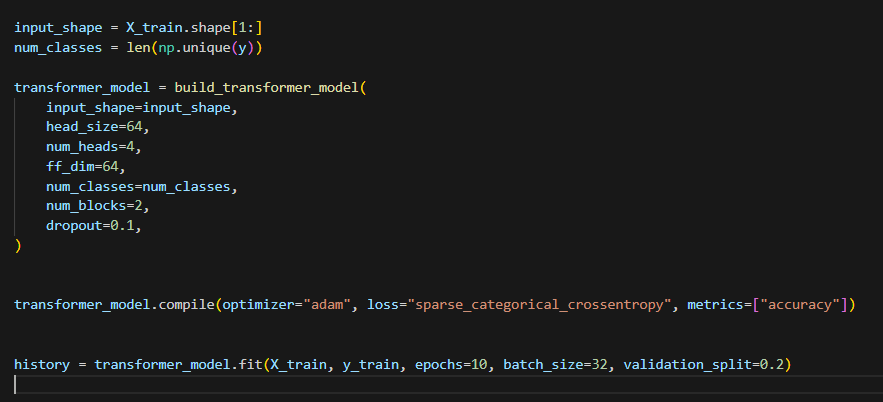 input_shape = X_train.shape[1:]
num_classes = len(np.unique(y))
transformer_model = build_transformer_model(
    input_shape=input_shape,
    head_size=64,
    num_heads=4,
    ff_dim=64,
    num_classes=num_classes,
    num_blocks=2,
    dropout=0.1,
)
transformer_model.compile(optimizer="adam", loss="sparse_categorical_crossentropy", metrics=["accuracy"])
history = transformer_model.fit(X_train, y_train, epochs=10, batch_size=32, validation_split=0.2)